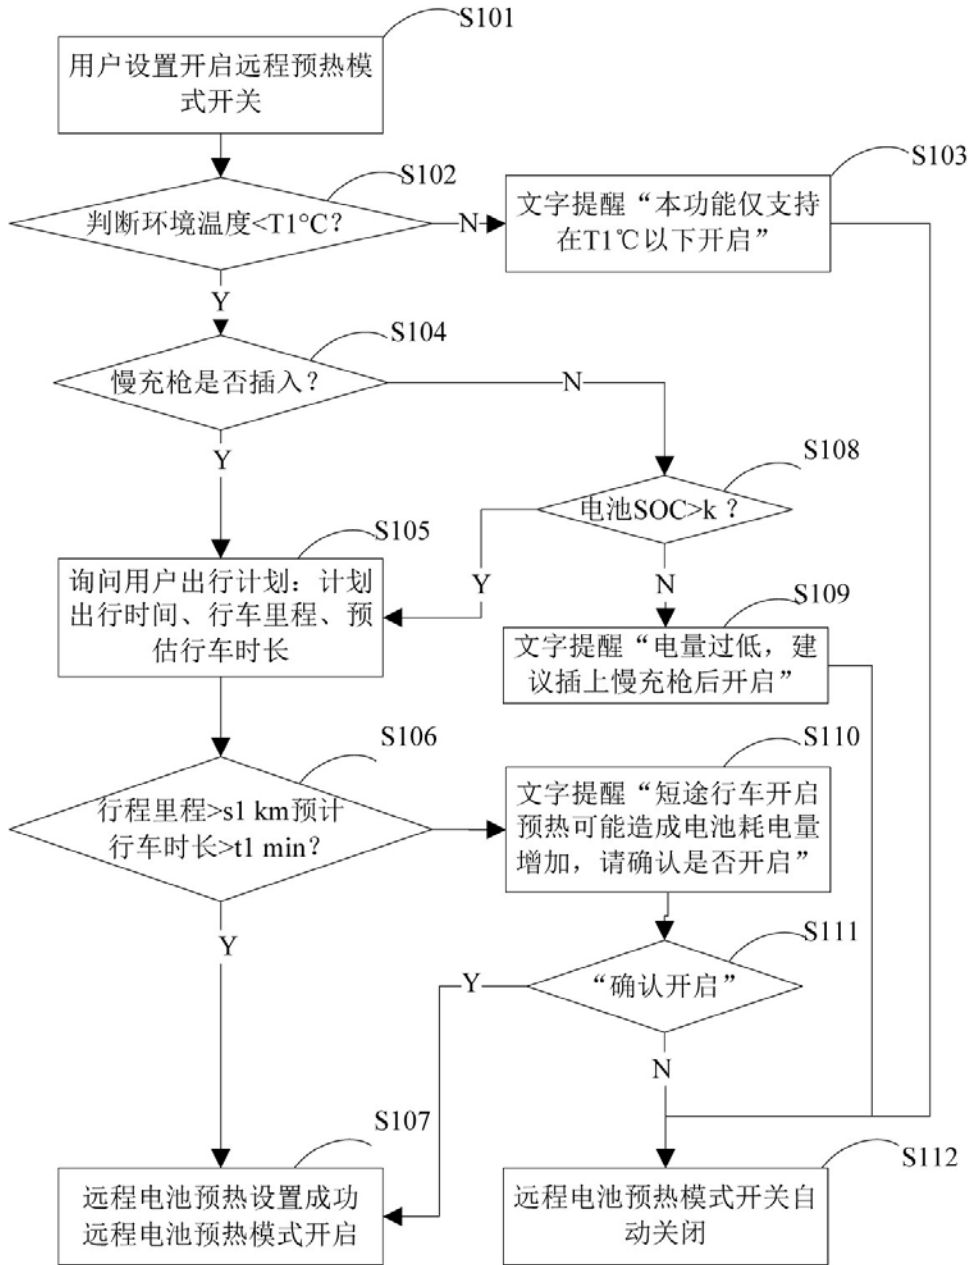 S101
用户设置开启远程预热模
式开关
S102
判断环境温度<T1°C？
N
S103
文字提醒“本功能仅支持
在T1℃以下开启”
Y
S104
慢充枪是否插入？
N
Y
S108
电池SOC>k？
Y
N
S105
询问用户出行计划：计划
出行时间、行车里程、预
估行车时长
S109
文字提醒“电量过低，建
议插上慢充枪后开启”
S106
行程里程>s1 km预计
行车时长>t1 min？
S110
文字提醒“短途行车开启
预热可能造成电池耗电量
增加，请确认是否开启”
Y
S111
“确认开启”
Y
N
S107
远程电池预热设置成功
远程电池预热模式开启
S112
远程电池预热模式开关自
动关闭